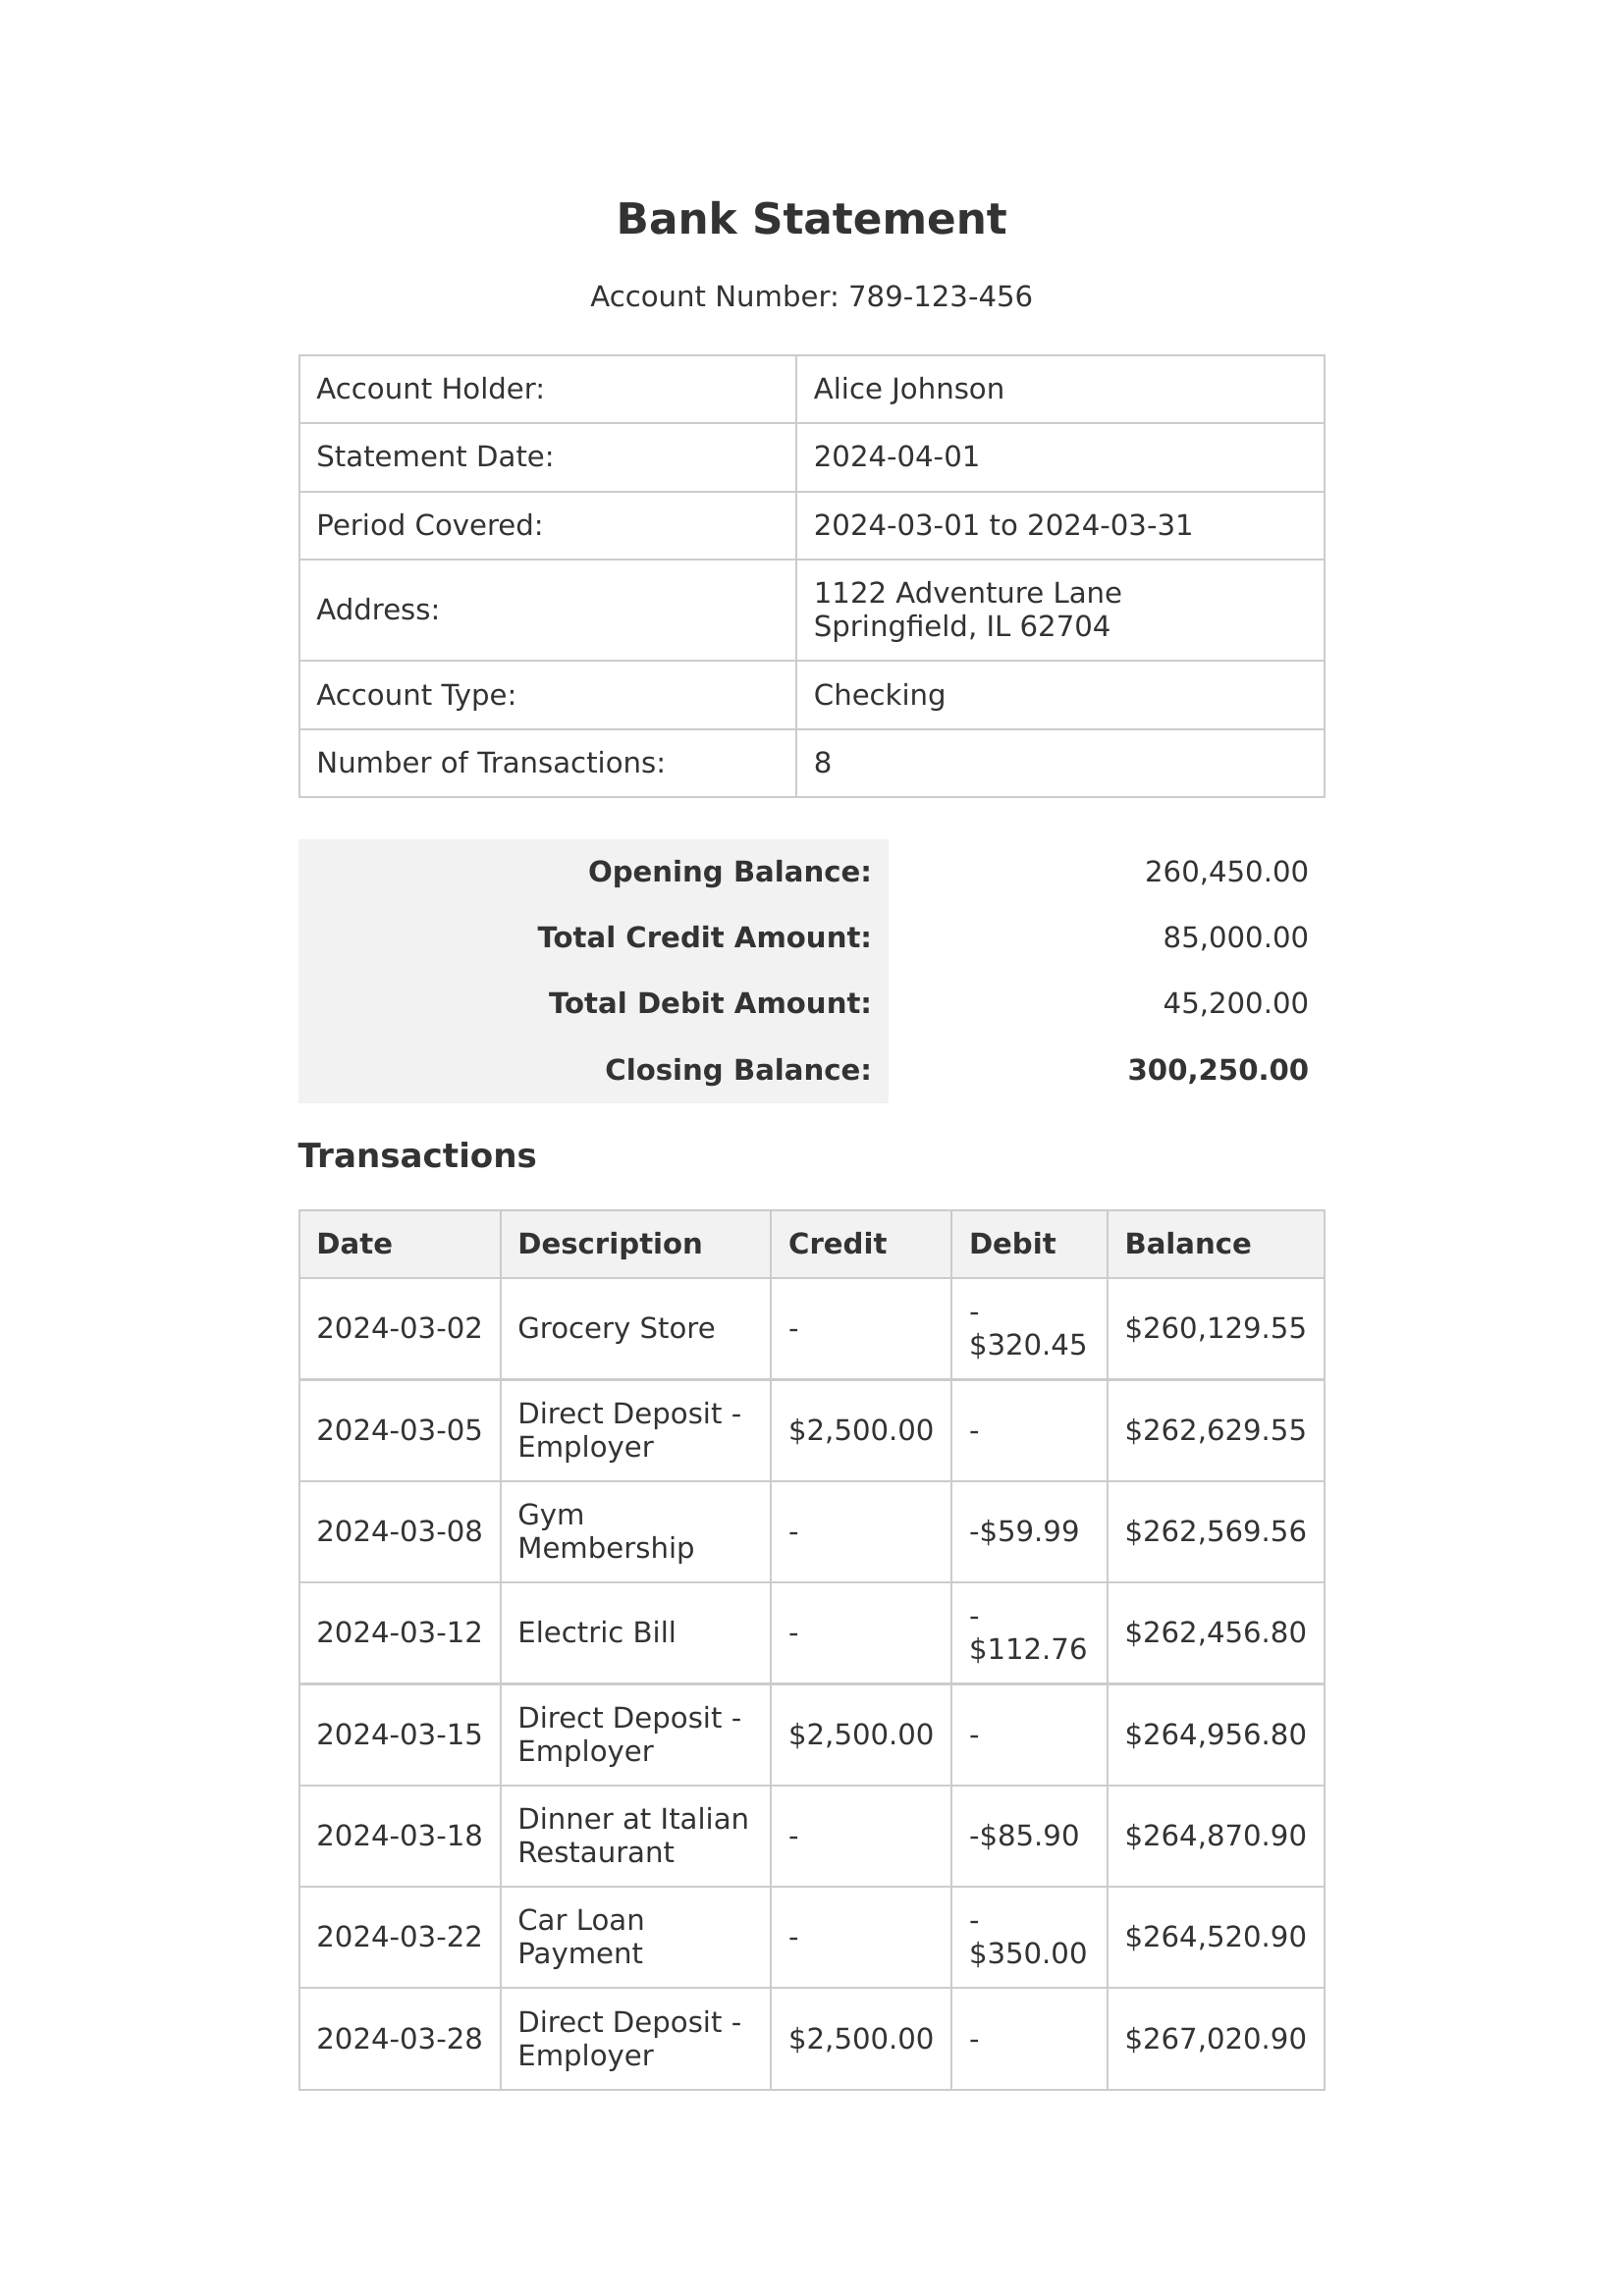 Bank Statement
Account Number: 789-123-456
Account Holder: Alice Johnson
Statement Date: 2024-04-01
Period Covered: 2024-03-01 to 2024-03-31
Address: 1122 Adventure Lane
Springfield, IL 62704
Account Type: Checking
Number of Transactions: 8
Opening Balance: 260,450.00
Total Credit Amount: 85,000.00
Total Debit Amount: 45,200.00
Closing Balance: 300,250.00
Transactions
Date Description Credit Debit Balance
2024-03-02 Grocery Store - -$320.45 $260,129.55
2024-03-05 Direct Deposit - Employer $2,500.00 - $262,629.55
2024-03-08 Gym Membership - -$59.99 $262,569.56
2024-03-12 Electric Bill - -$112.76 $262,456.80
2024-03-15 Direct Deposit - Employer $2,500.00 - $264,956.80
2024-03-18 Dinner at Italian Restaurant - -$85.90 $264,870.90
2024-03-22 Car Loan Payment - -$350.00 $264,520.90
2024-03-28 Direct Deposit - Employer $2,500.00 - $267,020.90